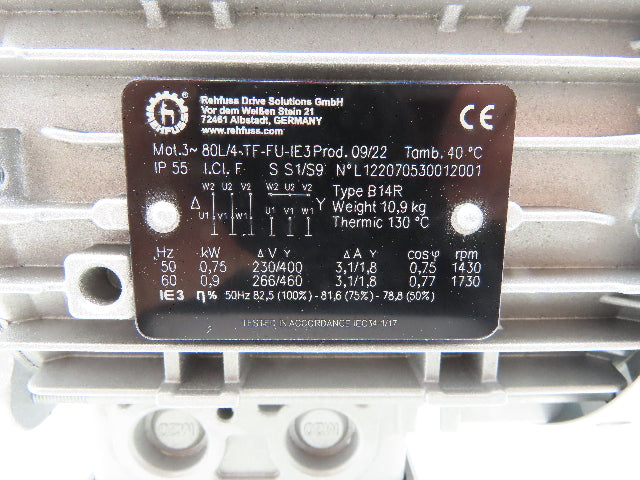 h
REHFUSS
®
Rehfuss Drive Solutions GmbH
Vor dem Weißen Stein 21
72461 Albstadt, GERMANY
www.rehfuss.com
CE
Mot.3~ 80L/4-TF-FU-IE3 Prod. 09/22 Tamb. 40 °C
IP 55 I.Cl. F S S1/S9 N° L122070530012001
W2 U2 V2 W2 U2 V2 Type B14R
Δ Y Weight 10,9 kg
U1 V1 W1 U1 V1 W1 Thermic 130 °C
Hz kW Δ V Y Δ A Y cosφ rpm
50 0,75 230/400 3,1/1,8 0,75 1430
60 0,9 266/460 3,1/1,8 0,77 1730
IE3 η% 50Hz 82,5 (100%) - 81,6 (75%) - 78,8 (50%)
TESTED IN ACCORDANCE IEC34-1/17
M20 M20